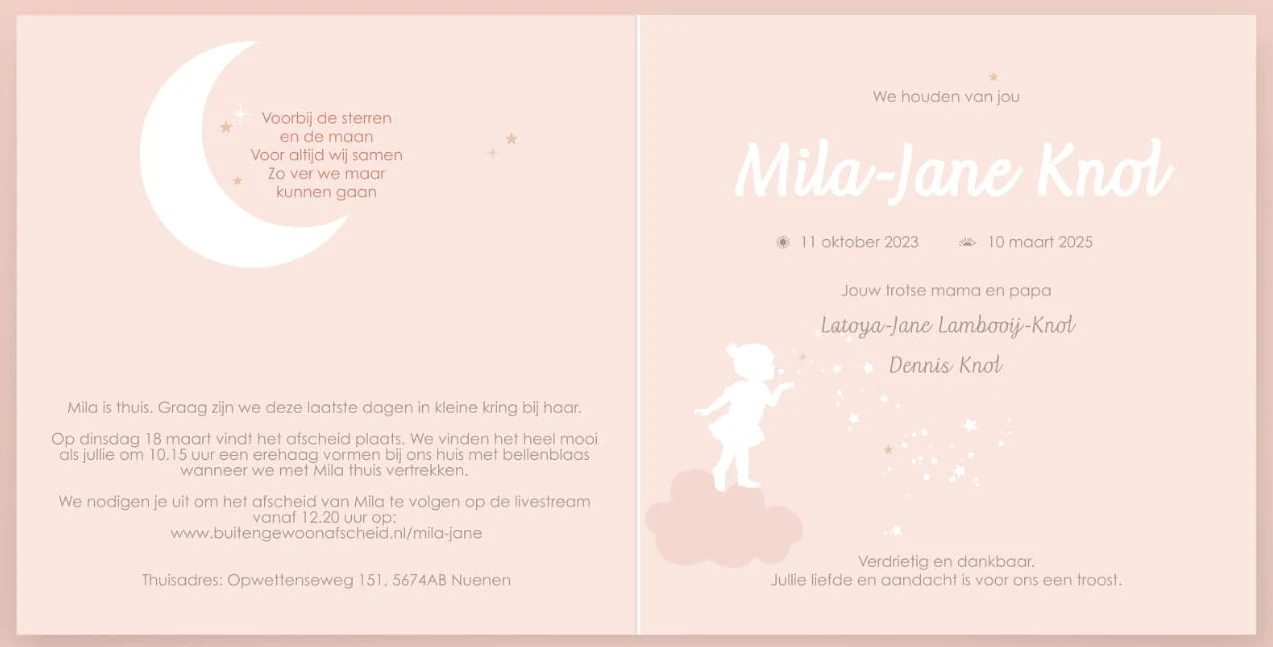 Voorbij de sterren
en de maan
Voor altijd wij samen
Zo ver we maar
kunnen gaan
Mila is thuis. Graag zijn we deze laatste dagen in kleine kring bij haar.
Op dinsdag 18 maart vindt het afscheid plaats. We vinden het heel mooi
als jullie om 10.15 uur een erehaag vormen bij ons huis met bellenblaas
wanneer we met Mila thuis vertrekken.
We nodigen je uit om het afscheid van Mila te volgen op de livestream
vanaf 12.20 uur op:
www.buitengewoonafscheid.nl/mila-jane
Thuisadres: Opwettenseweg 151, 5674AB Nuenen
We houden van jou
Mila-Jane Knol
11 oktober 2023 10 maart 2025
Jouw trotse mama en papa
Latoya-Jane Lambooij-Knol
Dennis Knol
Verdrietig en dankbaar.
Jullie liefde en aandacht is voor ons een troost.